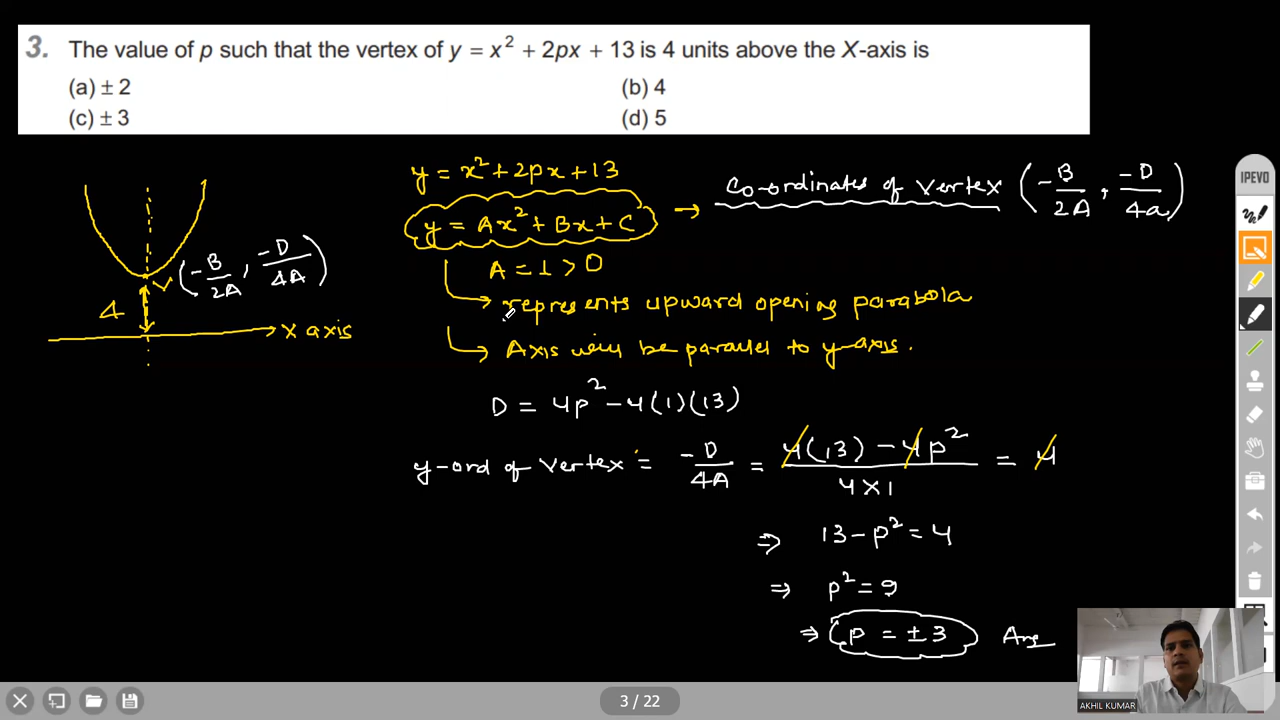 3. The value of p such that the vertex of y = x² + 2px + 13 is 4 units above the X-axis is
(a) ± 2
(b) 4
(c) ± 3
(d) 5
y = x² + 2px + 13
y = Ax² + Bx + C → Co-ordinates of Vertex (-B/2A, -D/4a)
A = 1 > 0
represents upward opening parabola
Axis will be parallel to y-axis.
V (-B/2A, -D/4A)
4
x axis
D = 4p² - 4(1)(13)
y-ord of Vertex = -D/4A = 4(13) - 4p² / 4×1 = 4
⇒ 13 - p² = 4
⇒ p² = 9
⇒ p = ±3 Ans
IPEVO
AKHIL KUMAR
3 / 22